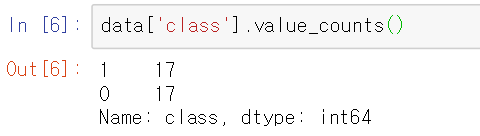 In [6]: data['class'].value_counts()
Out[6]: 1    17
0    17
Name: class, dtype: int64